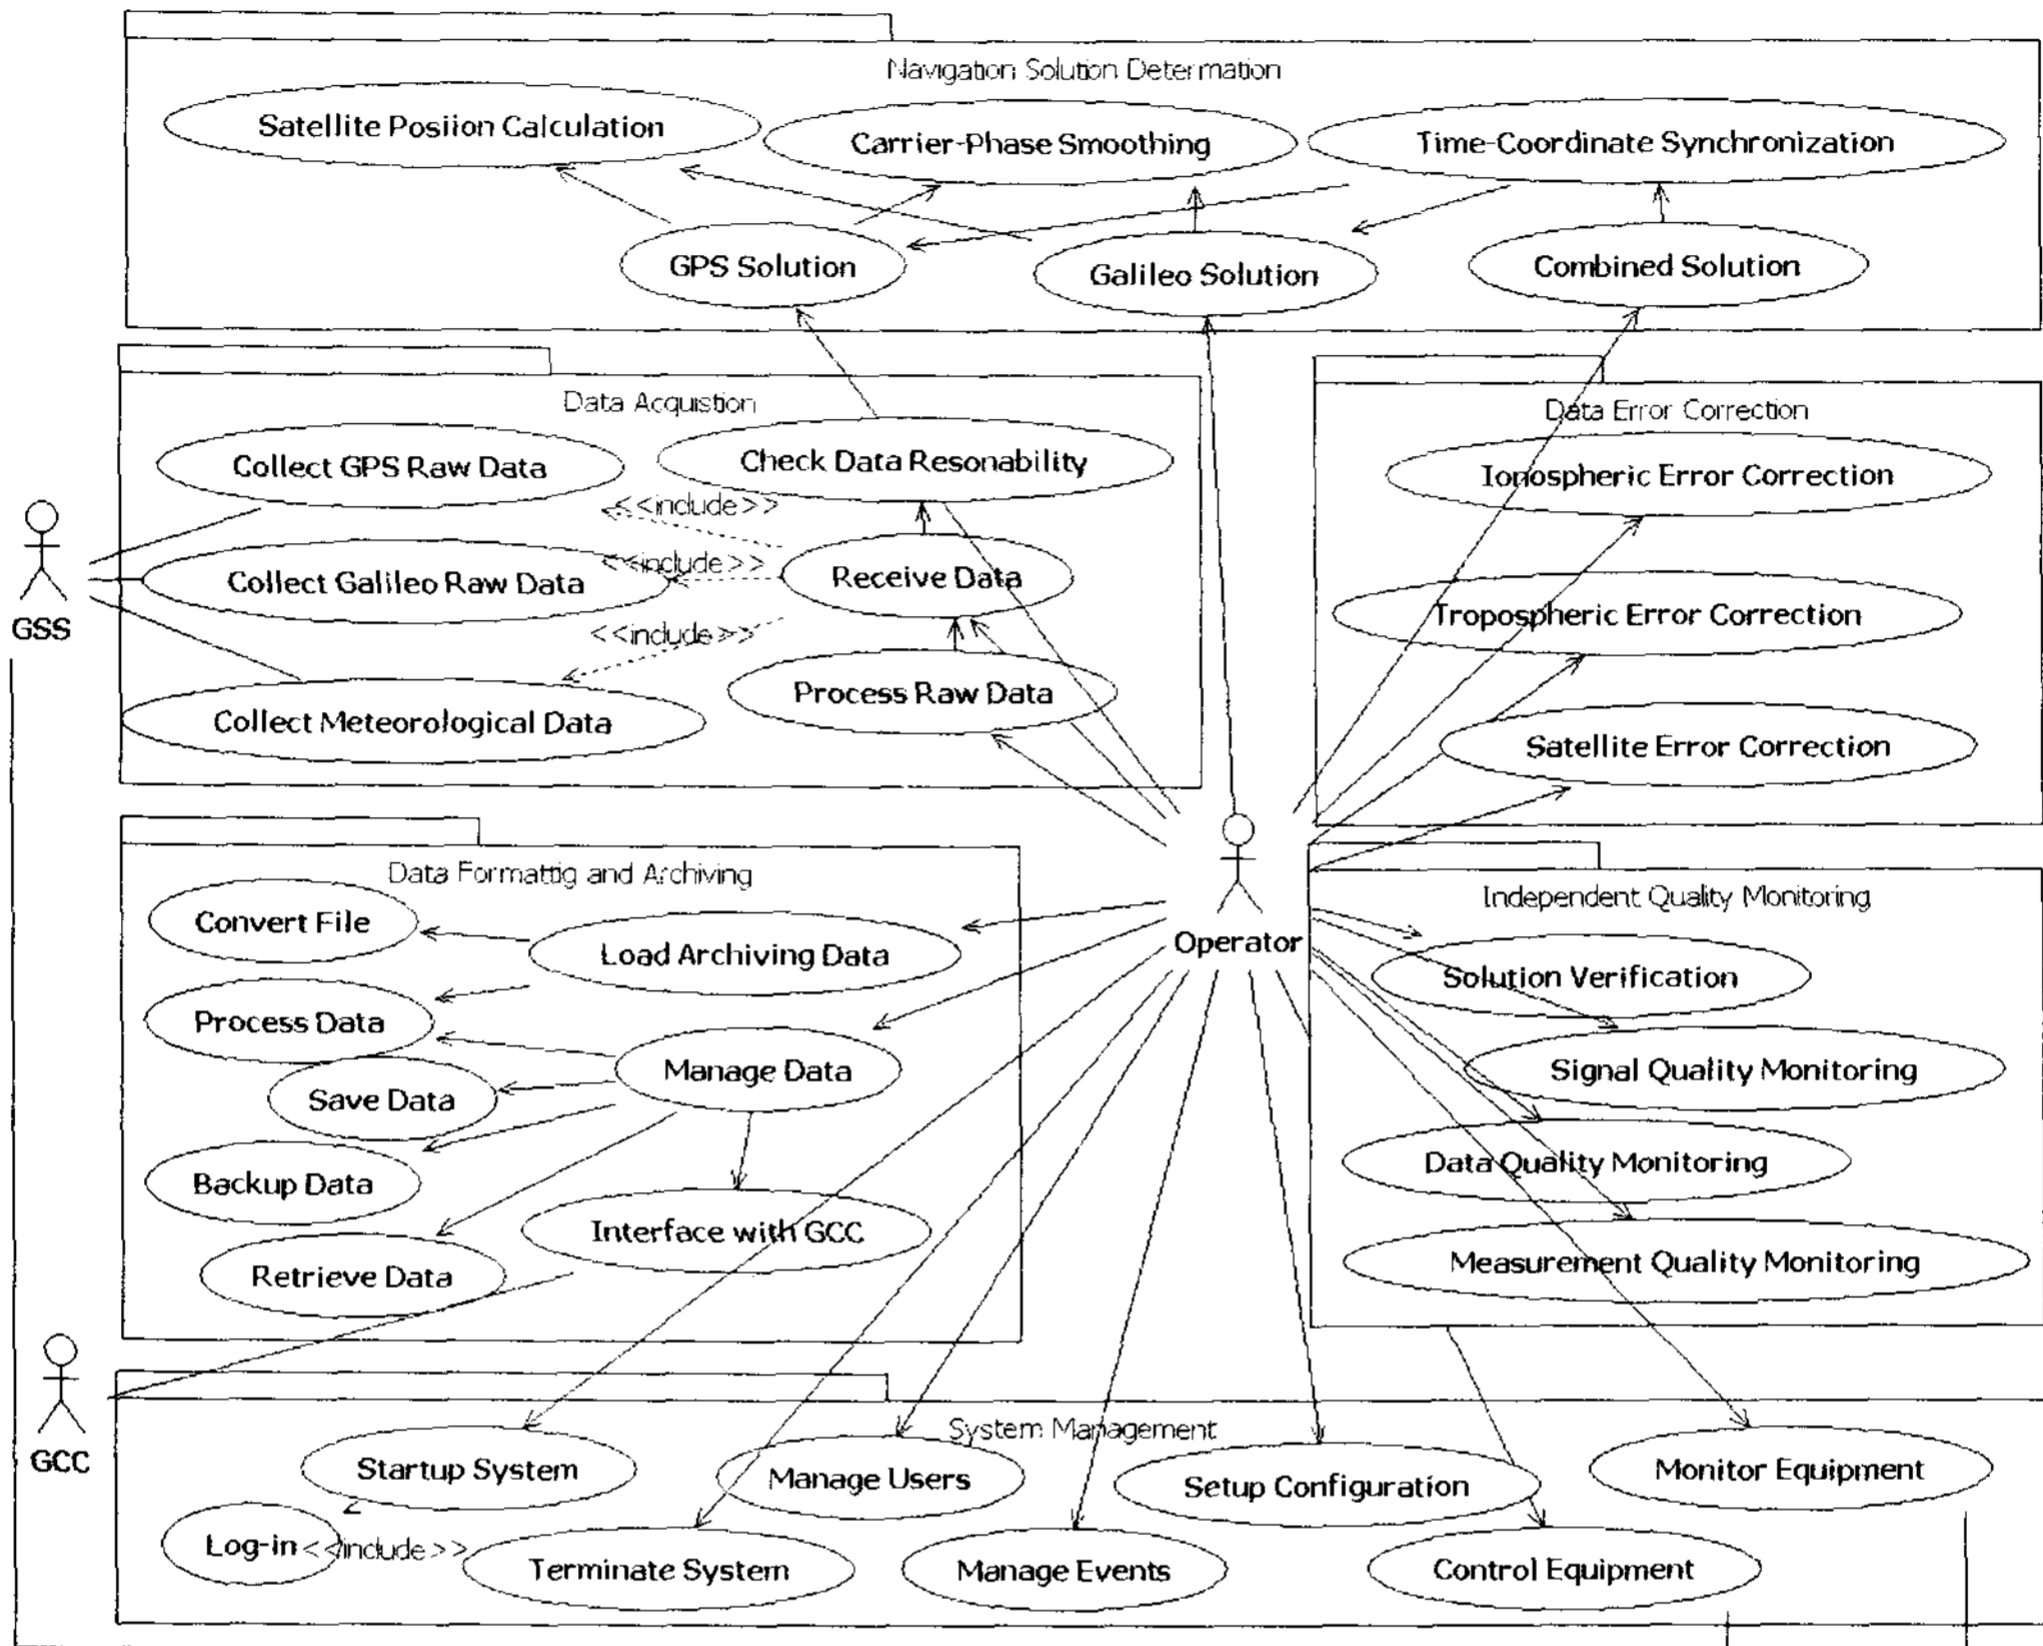 Navigation Solution Determation
Satellite Posiion Calculation
Carrier-Phase Smoothing
Time-Coordinate Synchronization
GPS Solution
Galileo Solution
Combined Solution
Data Acquistion
Collect GPS Raw Data
Check Data Resonability
<<include>>
<<include>>
Collect Galileo Raw Data
Receive Data
<<include>>
Process Raw Data
Collect Meteorological Data
GSS
Data Error Correction
Ionospheric Error Correction
Tropospheric Error Correction
Satellite Error Correction
Data Formattig and Archiving
Convert File
Load Archiving Data
Process Data
Manage Data
Save Data
Backup Data
Interface with GCC
Retrieve Data
Operator
Independent Quality Monitoring
Solution Verification
Signal Quality Monitoring
Data Quality Monitoring
Measurement Quality Monitoring
GCC
System Management
Startup System
Manage Users
Setup Configuration
Monitor Equipment
Log-in
<<include>>
Terminate System
Manage Events
Control Equipment